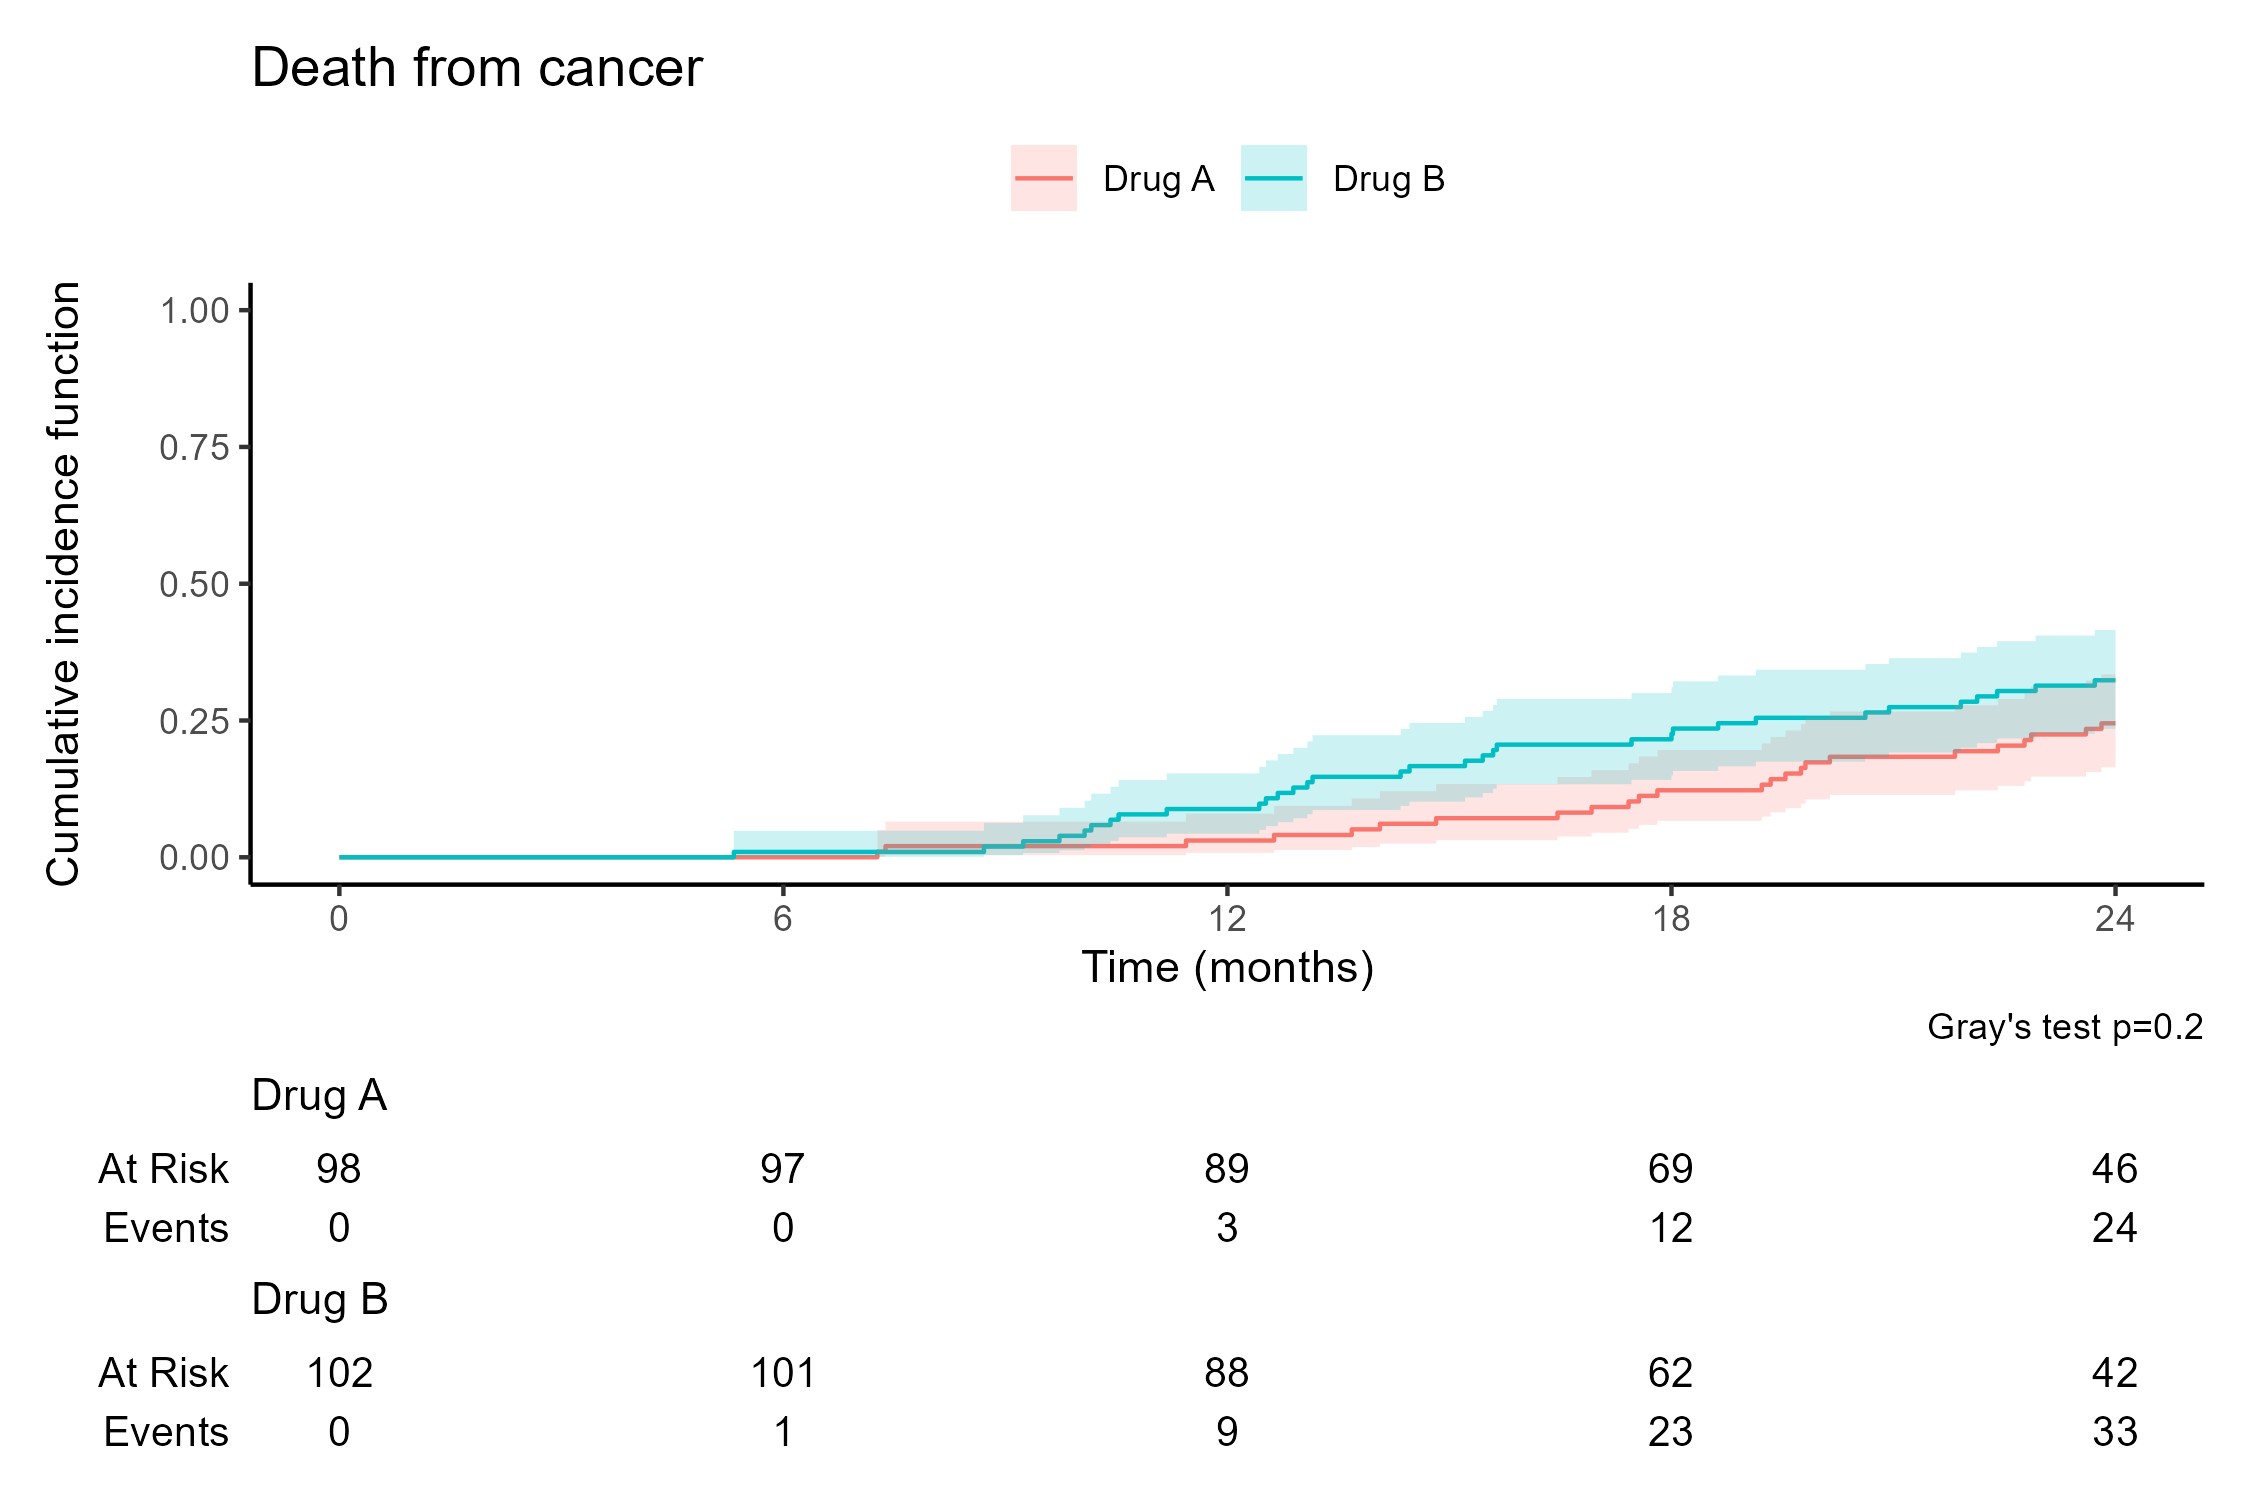 Death from cancer
Drug A Drug B
Cumulative incidence function
1.00
0.75
0.50
0.25
0.00
0 6 12 18 24
Time (months)
Gray's test p=0.2
Drug A
At Risk 98 97 89 69 46
Events 0 0 3 12 24
Drug B
At Risk 102 101 88 62 42
Events 0 1 9 23 33